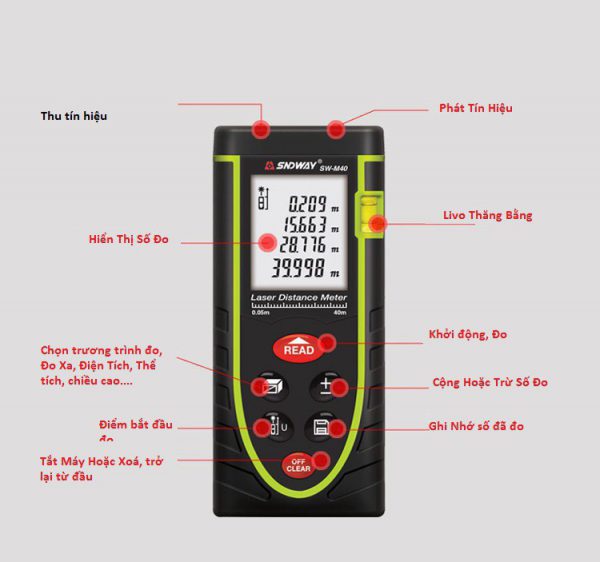 Thu tín hiệu
Phát Tín Hiệu
SNDWAY®
SW-M40
0.209 m
15.663 m
28.776 m
39.998 m
Laser Distance Meter
0.05m 40m
Livo Thăng Bằng
Hiển Thị Số Đo
Khởi động, Đo
READ
Chọn trương trình đo,
Đo Xa, Điện Tích, Thể
tích, chiều cao....
Cộng Hoặc Trừ Số Đo
Điểm bắt đầu
đo
U
Ghi Nhớ số đã đo
Tắt Máy Hoặc Xoá, trở
lại từ đầu
OFF
CLEAR